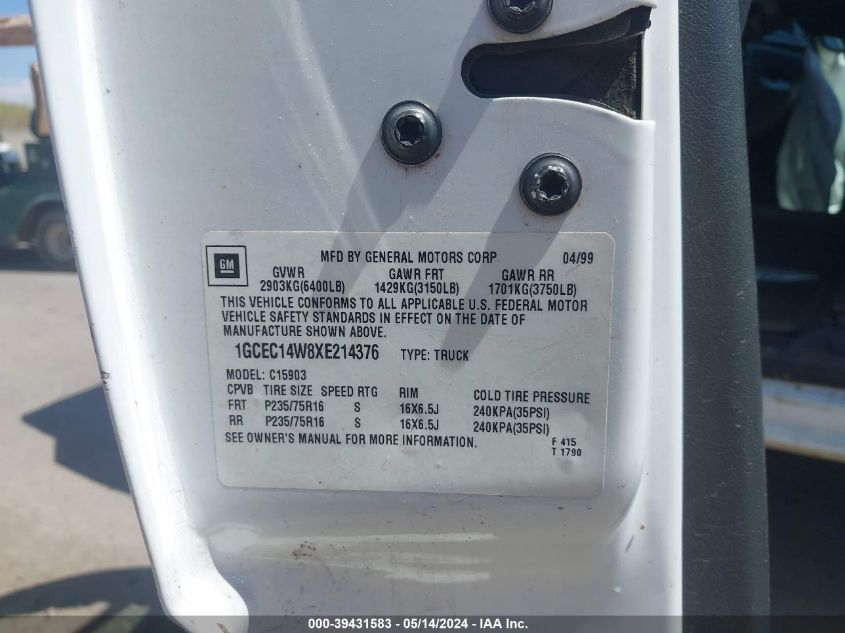 GM
MFD BY GENERAL MOTORS CORP 04/99
GVWR GAWR FRT GAWR RR
2903KG(6400LB) 1429KG(3150LB) 1701KG(3750LB)
THIS VEHICLE CONFORMS TO ALL APPLICABLE U.S. FEDERAL MOTOR
VEHICLE SAFETY STANDARDS IN EFFECT ON THE DATE OF
MANUFACTURE SHOWN ABOVE.
1GCEC14W8XE214376 TYPE: TRUCK
MODEL: C15903
CPVB TIRE SIZE SPEED RTG RIM COLD TIRE PRESSURE
FRT P235/75R16 S 16X6.5J 240KPA(35PSI)
RR P235/75R16 S 16X6.5J 240KPA(35PSI)
SEE OWNER'S MANUAL FOR MORE INFORMATION.
F 415
T 1790
000-39431583 - 05/14/2024 - IAA Inc.